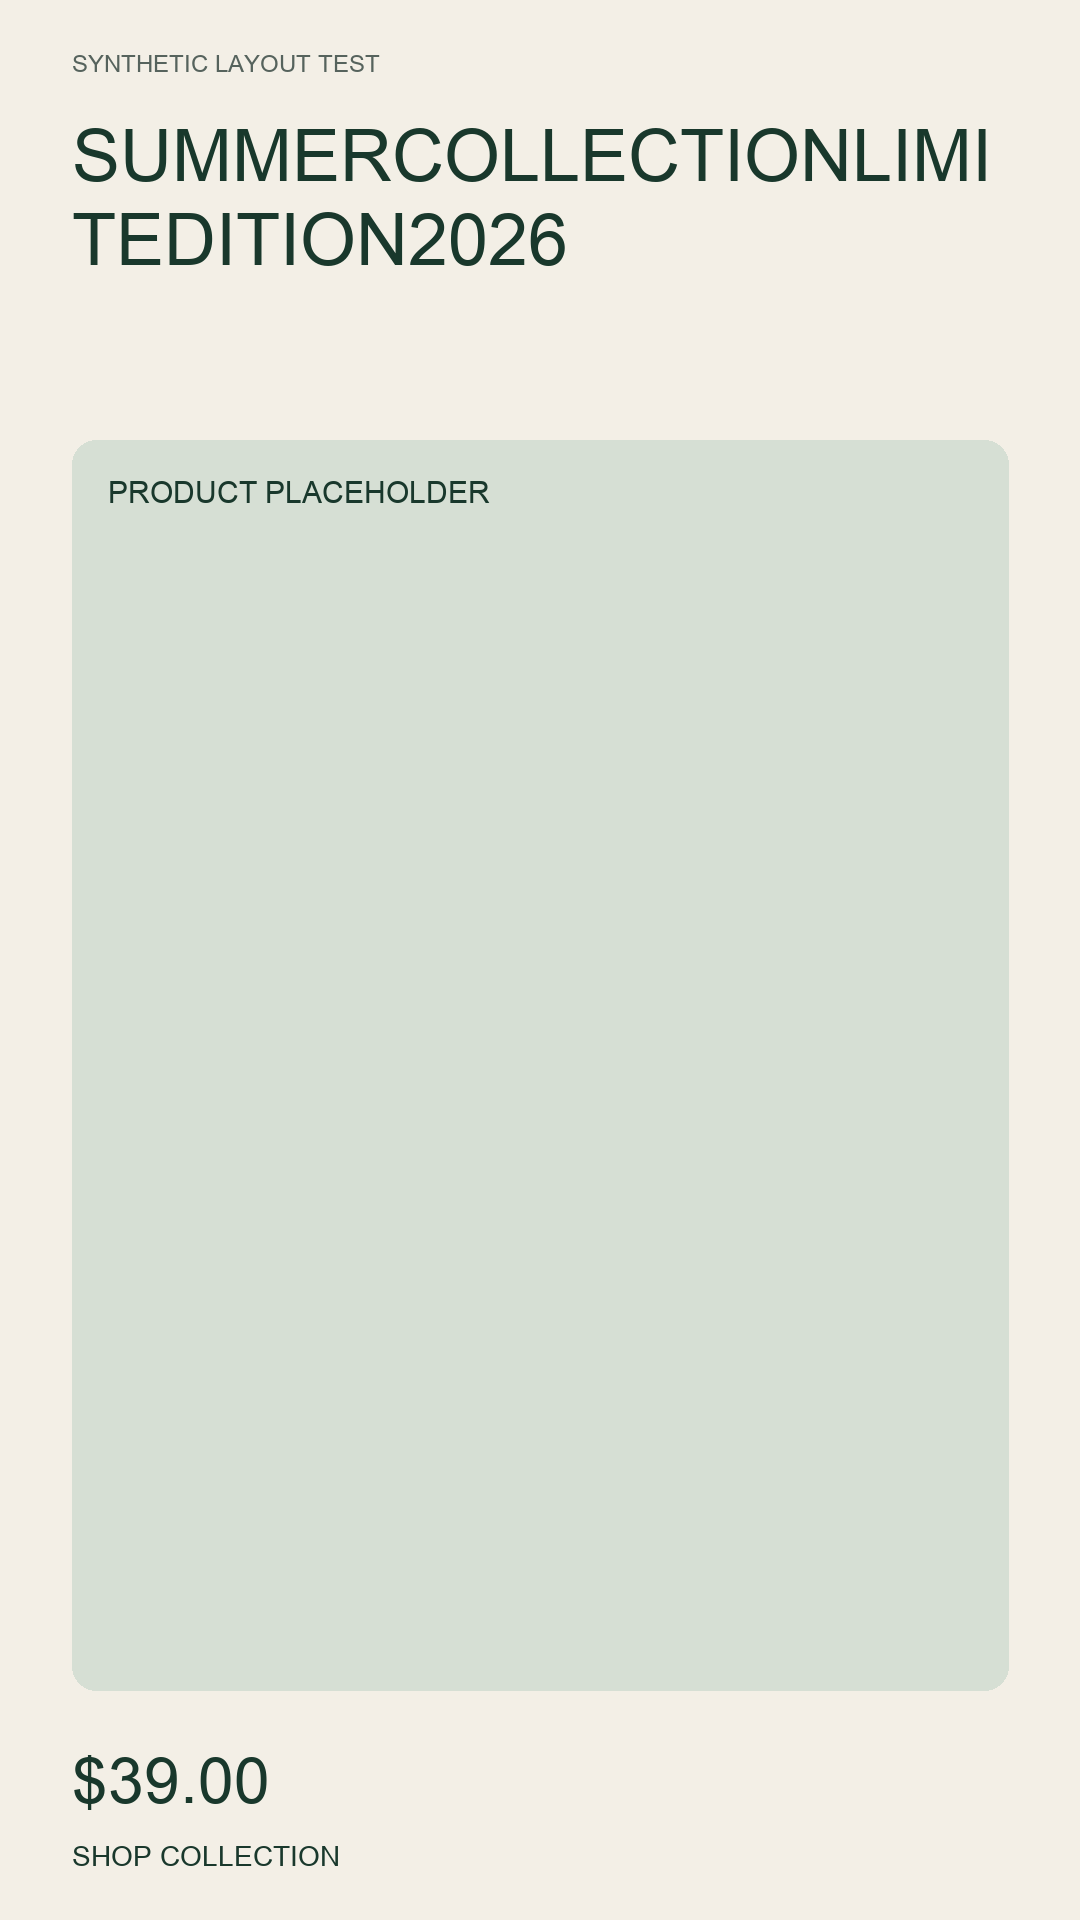 SYNTHETIC LAYOUT TEST
SUMMERCOLLECTIONLIMI
TEDITION2026
PRODUCT PLACEHOLDER
$39.00
SHOP COLLECTION